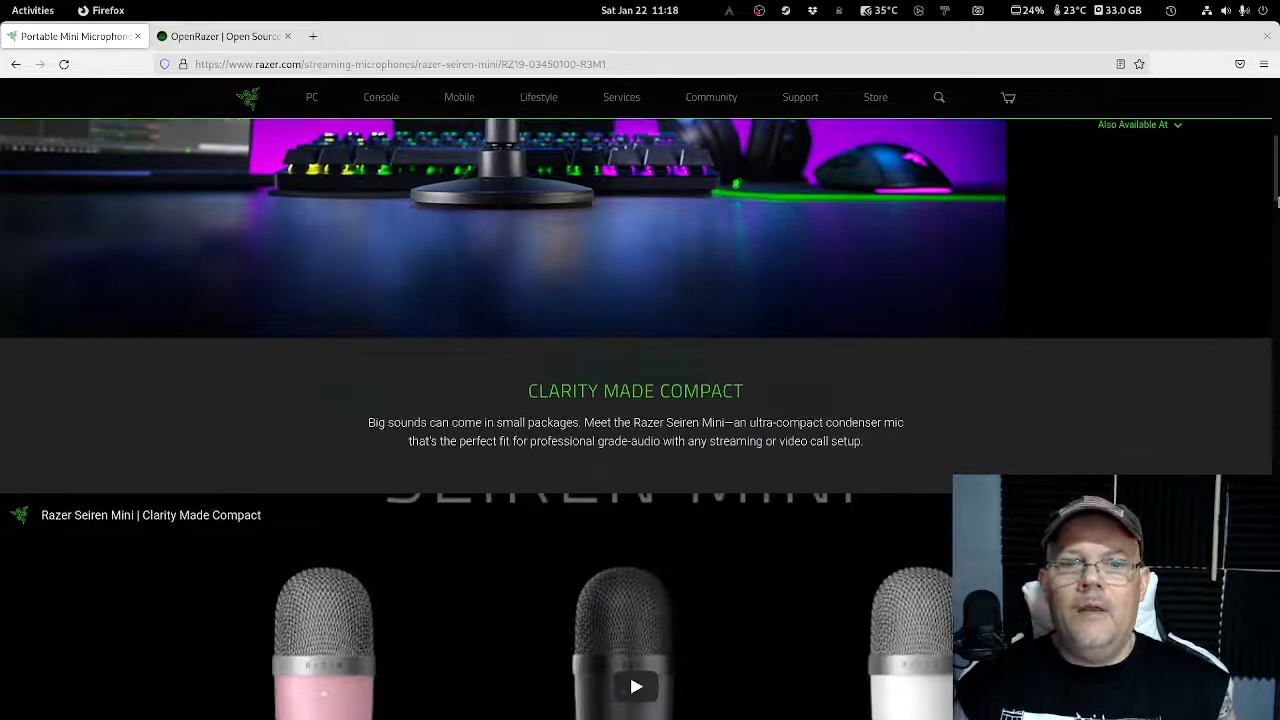 Activities Firefox Sat Jan 22 11:18 35°C 24% 23°C 33.0 GB
Portable Mini Microphone OpenRazer | Open Source
https://www.razer.com/streaming-microphones/razer-seiren-mini/RZ19-03450100-R3M1
PC Console Mobile Lifestyle Services Community Support Store
Also Available At
CLARITY MADE COMPACT
Big sounds can come in small packages. Meet the Razer Seiren Mini—an ultra-compact condenser mic
that's the perfect fit for professional grade-audio with any streaming or video call setup.
SEIREN MINI
Razer Seiren Mini | Clarity Made Compact